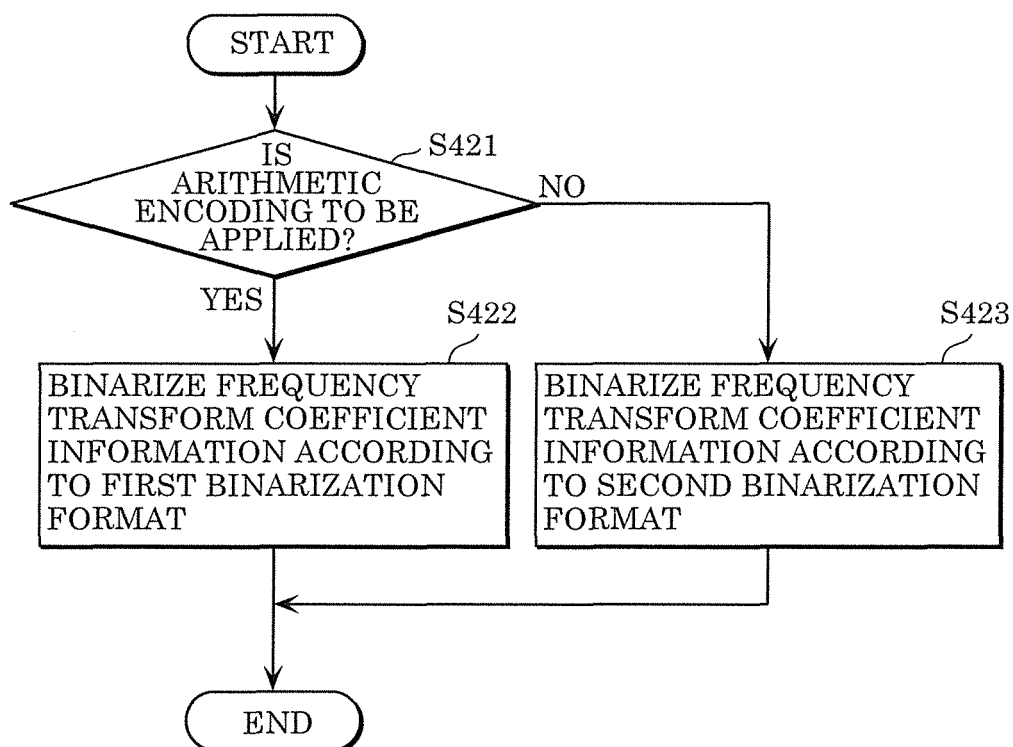 START
IS
ARITHMETIC
ENCODING TO BE
APPLIED?
S421
NO
YES
S422
BINARIZE FREQUENCY
TRANSFORM COEFFICIENT
INFORMATION ACCORDING
TO FIRST BINARIZATION
FORMAT
S423
BINARIZE FREQUENCY
TRANSFORM COEFFICIENT
INFORMATION ACCORDING
TO SECOND BINARIZATION
FORMAT
END